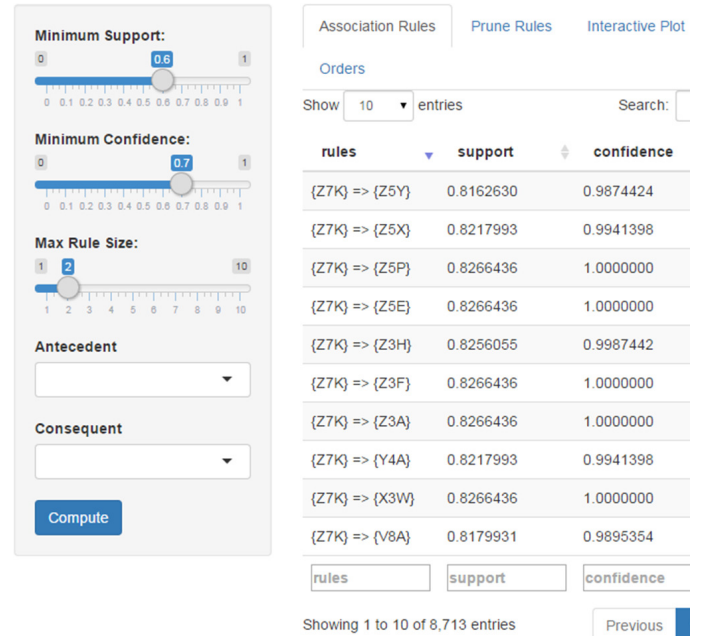 Minimum Support:
0 0.6 1
0 0.1 0.2 0.3 0.4 0.5 0.6 0.7 0.8 0.9 1
Minimum Confidence:
0 0.7 1
0 0.1 0.2 0.3 0.4 0.5 0.6 0.7 0.8 0.9 1
Max Rule Size:
1 2 10
1 2 3 4 5 6 7 8 9 10
Antecedent
Consequent
Compute
Association Rules Prune Rules Interactive Plot
Orders
Show 10 entries Search:
rules support confidence
{Z7K} => {Z5Y} 0.8162630 0.9874424
{Z7K} => {Z5X} 0.8217993 0.9941398
{Z7K} => {Z5P} 0.8266436 1.0000000
{Z7K} => {Z5E} 0.8266436 1.0000000
{Z7K} => {Z3H} 0.8256055 0.9987442
{Z7K} => {Z3F} 0.8266436 1.0000000
{Z7K} => {Z3A} 0.8266436 1.0000000
{Z7K} => {Y4A} 0.8217993 0.9941398
{Z7K} => {X3W} 0.8266436 1.0000000
{Z7K} => {V8A} 0.8179931 0.9895354
rules support confidence
Showing 1 to 10 of 8,713 entries Previous